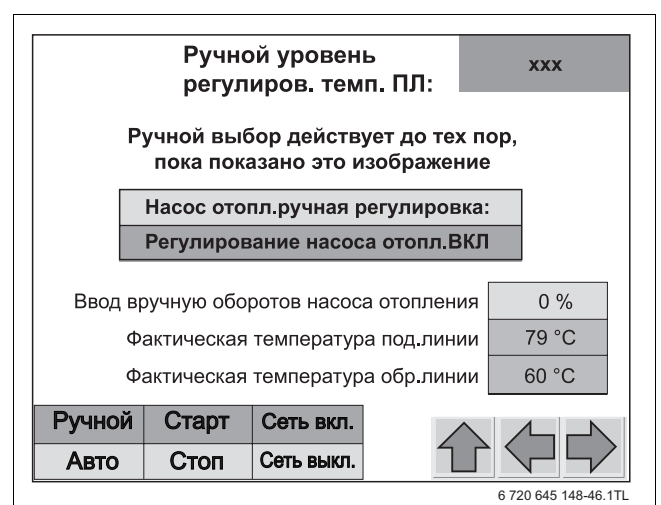 Ручной уровень
регулиров. темп. ПЛ:
xxx
Ручной выбор действует до тех пор,
пока показано это изображение
Насос отопл.ручная регулировка:
Регулирование насоса отопл.ВКЛ
Ввод вручную оборотов насоса отопления 0 %
Фактическая температура под.линии 79 °C
Фактическая температура обр.линии 60 °C
Ручной Старт Сеть вкл.
Авто Стоп Сеть выкл.
6 720 645 148-46.1TL